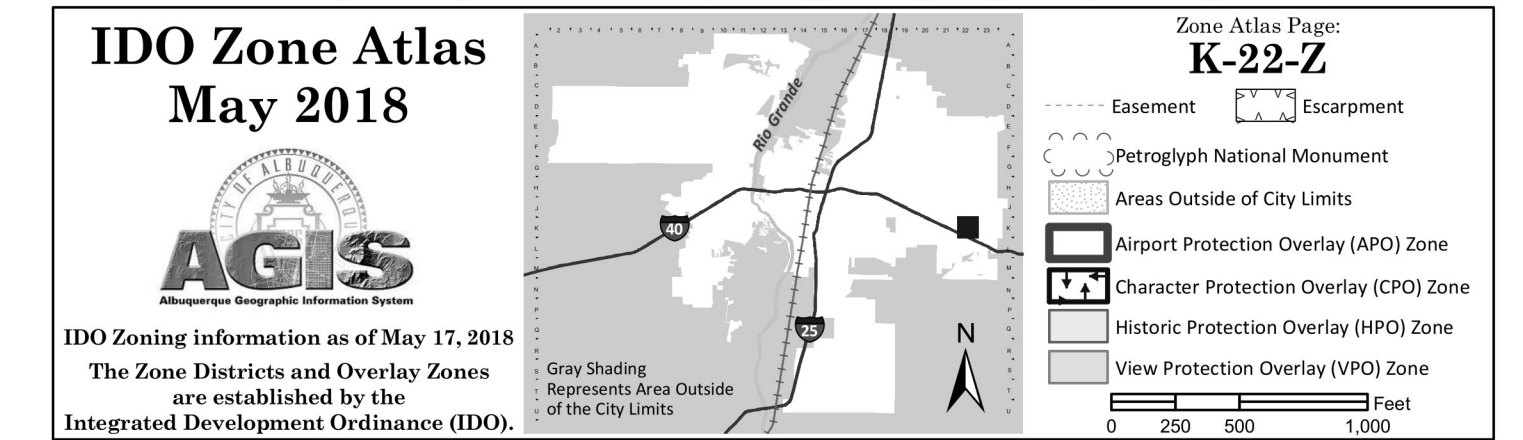 IDO Zone Atlas
May 2018
CITY OF ALBUQUERQUE
AGIS
Albuquerque Geographic Information System
IDO Zoning information as of May 17, 2018
The Zone Districts and Overlay Zones
are established by the
Integrated Development Ordinance (IDO).
Rio Grande
40
25
Gray Shading
Represents Area Outside
of the City Limits
N
Zone Atlas Page:
K-22-Z
Easement
Escarpment
Petroglyph National Monument
Areas Outside of City Limits
Airport Protection Overlay (APO) Zone
Character Protection Overlay (CPO) Zone
Historic Protection Overlay (HPO) Zone
View Protection Overlay (VPO) Zone
Feet
0 250 500 1,000